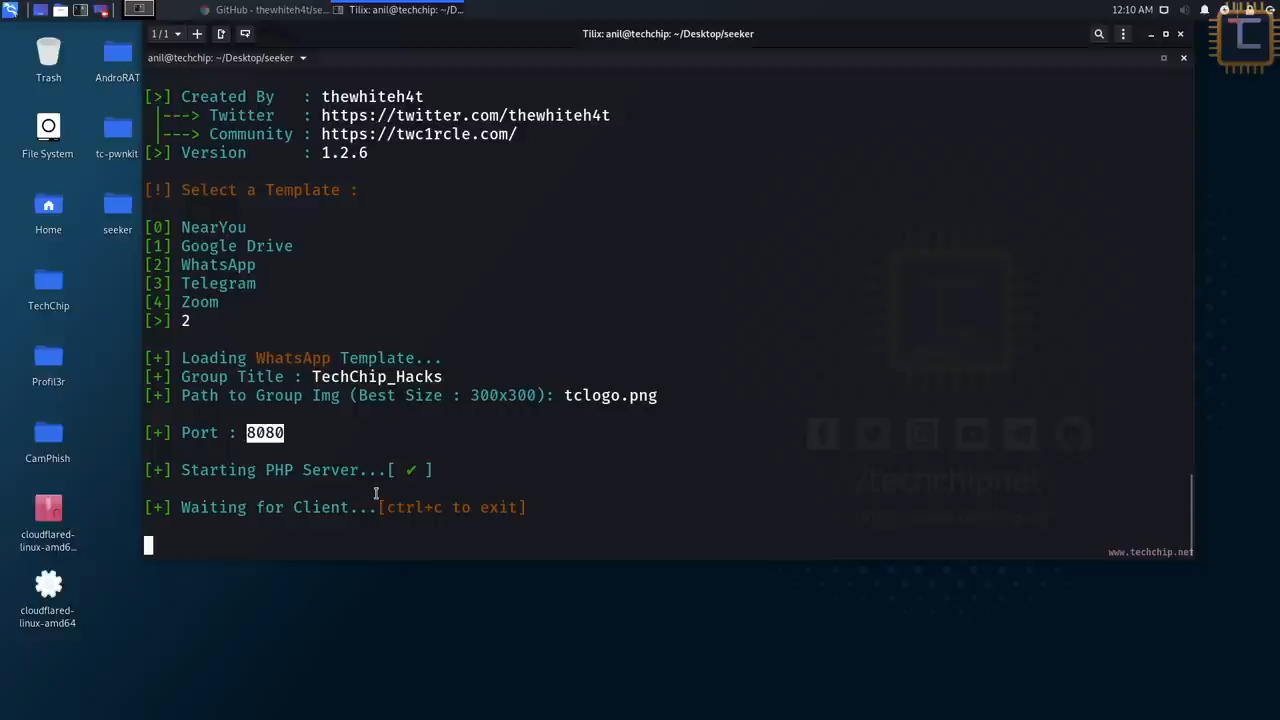 GitHub - thewhiteh4t/se...
Tilix: anil@techchip: ~/D...
12:10 AM
1/1
Tilix: anil@techchip: ~/Desktop/seeker
anil@techchip: ~/Desktop/seeker
Trash
AndroRAT
File System
tc-pwnkit
Home
seeker
TechChip
Profil3r
CamPhish
cloudflared-
linux-amd6...
cloudflared-
linux-amd64
[>] Created By   : thewhiteh4t
|---> Twitter   : https://twitter.com/thewhiteh4t
|---> Community : https://twc1rcle.com/
[>] Version      : 1.2.6
[!] Select a Template :
[0] NearYou
[1] Google Drive
[2] WhatsApp
[3] Telegram
[4] Zoom
[>] 2
[+] Loading WhatsApp Template...
[+] Group Title : TechChip_Hacks
[+] Path to Group Img (Best Size : 300x300): tclogo.png
[+] Port : 8080
[+] Starting PHP Server...[ ✔ ]
[+] Waiting for Client...[ctrl+c to exit]
/techchipnet
www.techchip.net